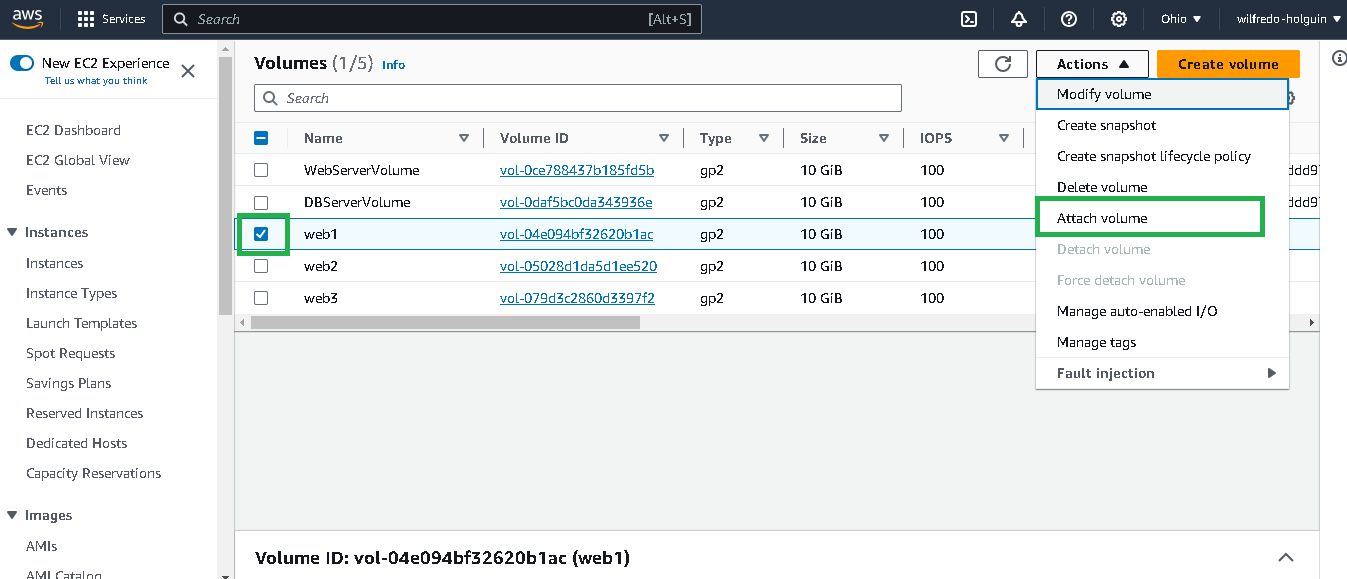 aws Services Search [Alt+S] Ohio wilfredo-holguin
New EC2 Experience
Tell us what you think
EC2 Dashboard
EC2 Global View
Events
Instances
Instances
Instance Types
Launch Templates
Spot Requests
Savings Plans
Reserved Instances
Dedicated Hosts
Capacity Reservations
Images
AMIs
AMI Catalog
Volumes (1/5) Info
Actions Create volume
Search
Name Volume ID Type Size IOPS
WebServerVolume vol-0ce788437b185fd5b gp2 10 GiB 100
DBServerVolume vol-0daf5bc0da343936e gp2 10 GiB 100
web1 vol-04e094bf32620b1ac gp2 10 GiB 100
web2 vol-05028d1da5d1ee520 gp2 10 GiB 100
web3 vol-079d3c2860d3397f2 gp2 10 GiB 100
Modify volume
Create snapshot
Create snapshot lifecycle policy
Delete volume
Attach volume
Detach volume
Force detach volume
Manage auto-enabled I/O
Manage tags
Fault injection
Volume ID: vol-04e094bf32620b1ac (web1)